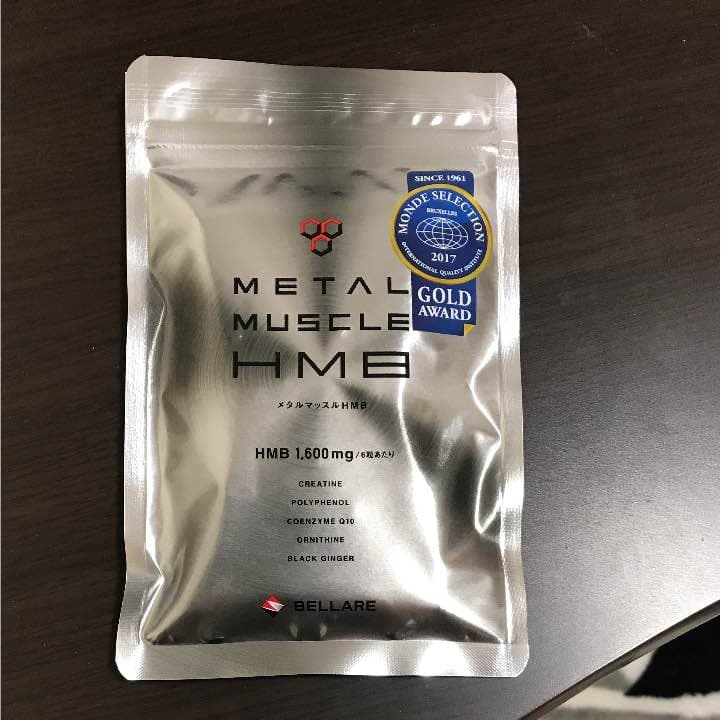 SINCE 1961
MONDE SELECTION
BRUXELLES
2017
INTERNATIONAL QUALITY INSTITUTE
GOLD
AWARD
METAL
MUSCLE
HMB
メタルマッスルHMB
HMB 1,600mg/6粒あたり
CREATINE
POLYPHENOL
COENZYME Q10
ORNITHINE
BLACK GINGER
BELLARE